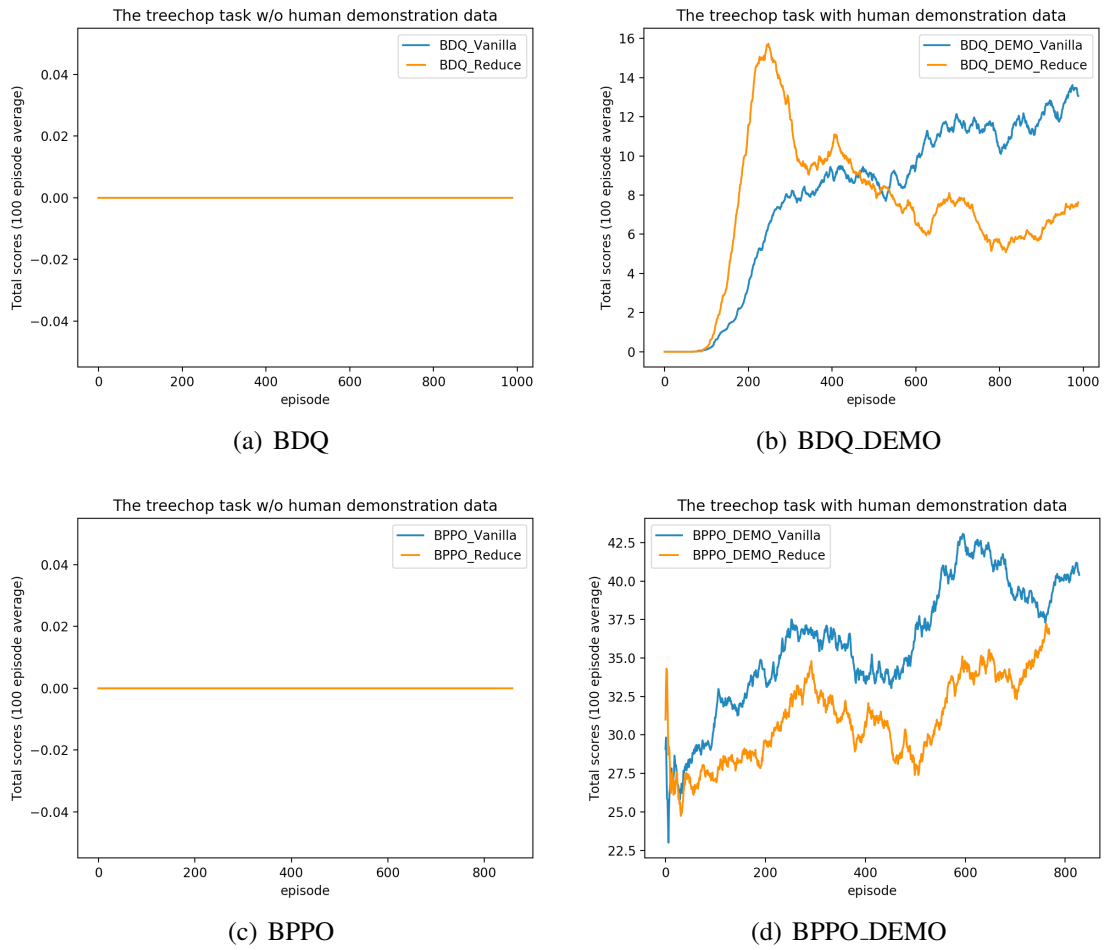 The treechop task w/o human demonstration data
BDQ_Vanilla
BDQ_Reduce
Total scores (100 episode average)
0.04
0.02
0.00
−0.02
−0.04
0 200 400 600 800 1000
episode
(a) BDQ
The treechop task with human demonstration data
BDQ_DEMO_Vanilla
BDQ_DEMO_Reduce
Total scores (100 episode average)
16
14
12
10
8
6
4
2
0
0 200 400 600 800 1000
episode
(b) BDQ_DEMO
The treechop task w/o human demonstration data
BPPO_Vanilla
BPPO_Reduce
Total scores (100 episode average)
0.04
0.02
0.00
−0.02
−0.04
0 200 400 600 800
episode
(c) BPPO
The treechop task with human demonstration data
BPPO_DEMO_Vanilla
BPPO_DEMO_Reduce
Total scores (100 episode average)
42.5
40.0
37.5
35.0
32.5
30.0
27.5
25.0
22.5
0 200 400 600 800
episode
(d) BPPO_DEMO